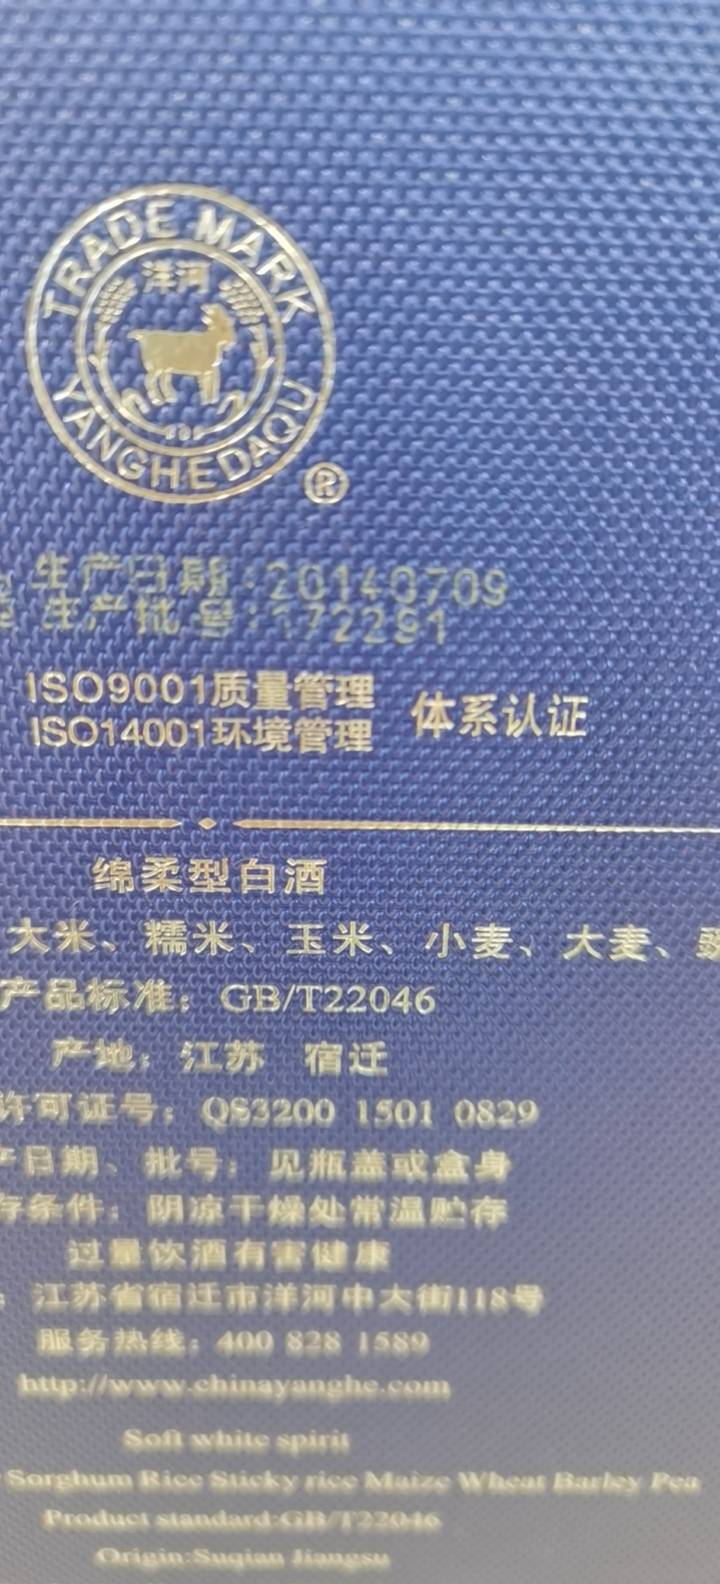 TRADE MARK
洋河
YANGHEDAQU
®
生产日期:20140709
生产批号:172291
ISO9001质量管理
ISO14001环境管理
体系认证
绵柔型白酒
大米、糯米、玉米、小麦、大麦、
产品标准：GB/T22046
产地：江苏 宿迁
许可证号：QS3200 1501 0829
日期、批号：见瓶盖或盒身
存条件：阴凉干燥处常温贮存
过量饮酒有害健康
：江苏省宿迁市洋河中大街118号
服务热线：400 828 1589
http://www.chinayanghe.com
Soft white spirit
Sorghum Rice Sticky rice Maize Wheat Barley Pea
Product standard:GB/T22046
Origin:Suqian Jiangsu